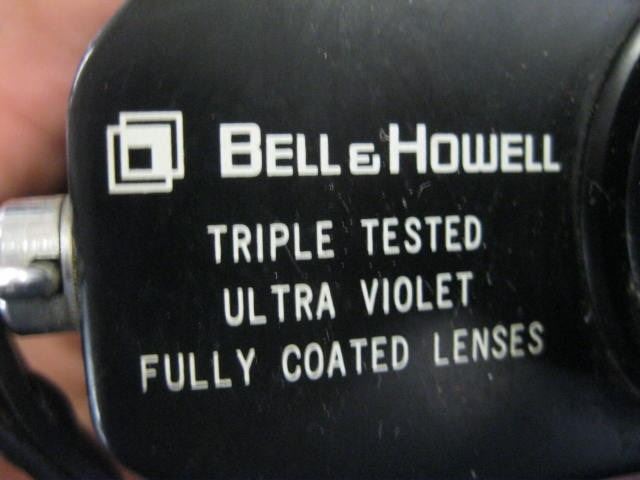 BELL & HOWELL
TRIPLE TESTED
ULTRA VIOLET
FULLY COATED LENSES